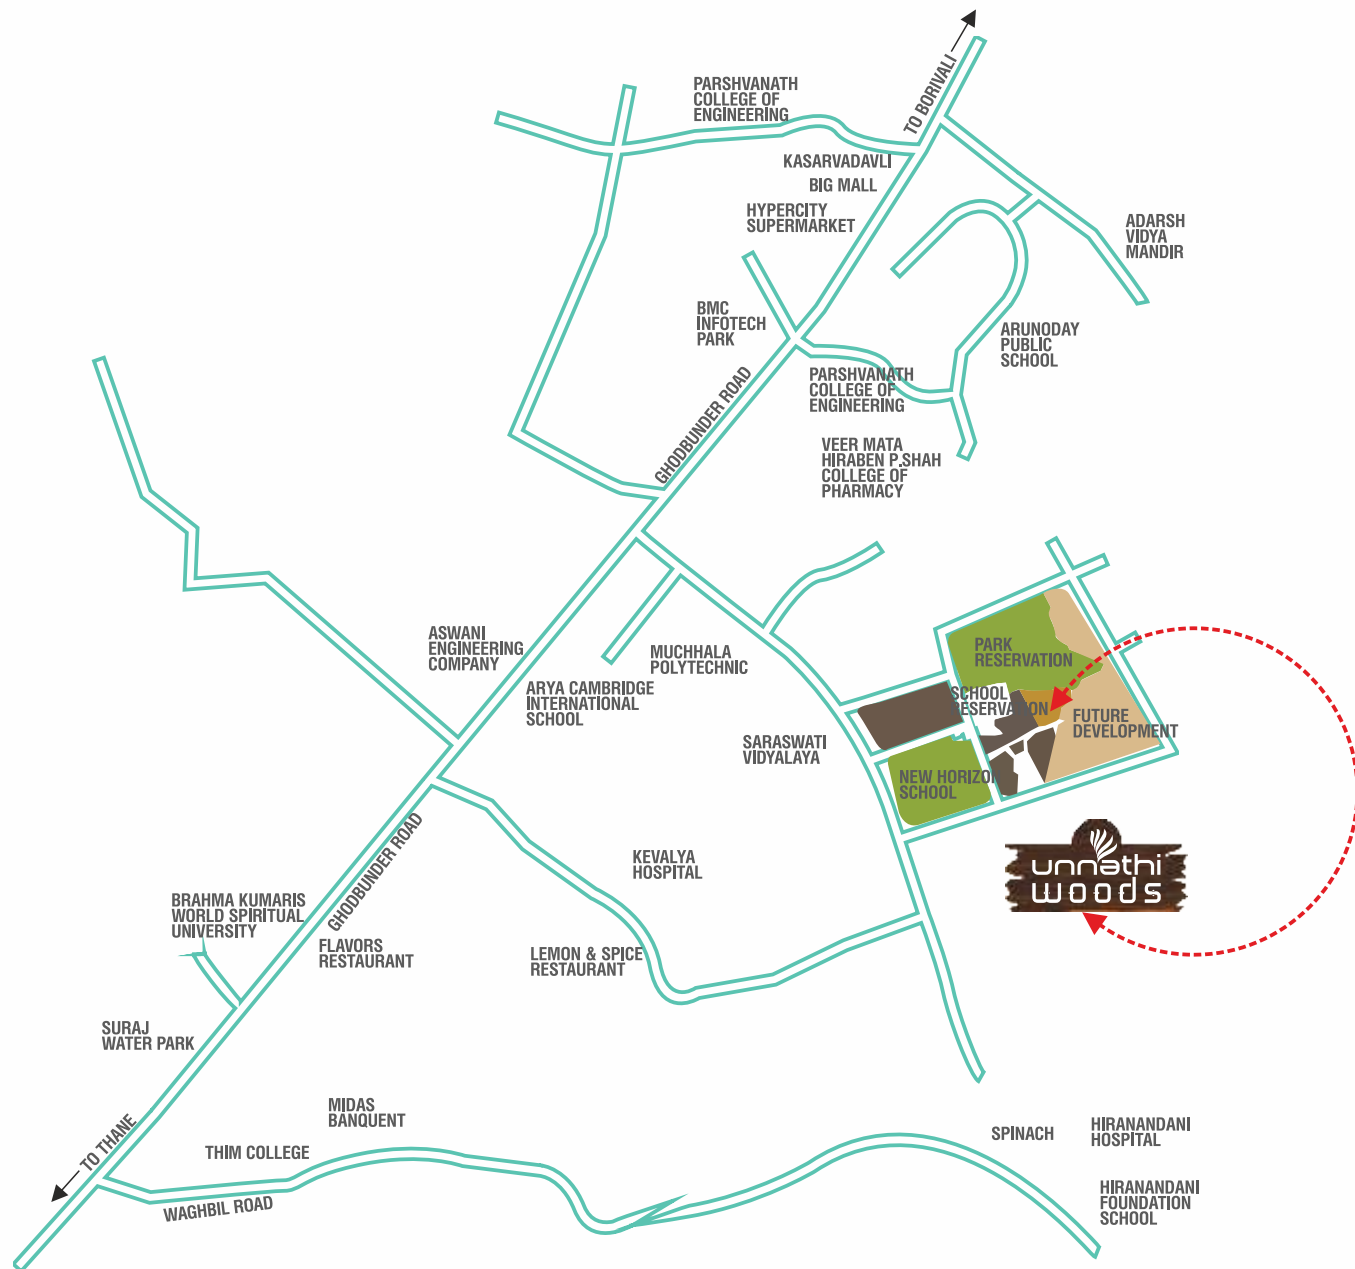 TO BORIVALI
PARSHVANATH
COLLEGE OF
ENGINEERING
KASARVADAVLI
BIG MALL
HYPERCITY
SUPERMARKET
ADARSH
VIDYA
MANDIR
BMC
INFOTECH
PARK
ARUNODAY
PUBLIC
SCHOOL
PARSHVANATH
COLLEGE OF
ENGINEERING
GHODBUNDER ROAD
VEER MATA
HIRABEN P.SHAH
COLLEGE OF
PHARMACY
ASWANI
ENGINEERING
COMPANY
MUCHHALA
POLYTECHNIC
PARK
RESERVATION
ARYA CAMBRIDGE
INTERNATIONAL
SCHOOL
SCHOOL
RESERVATION
FUTURE
DEVELOPMENT
SARASWATI
VIDYALAYA
NEW HORIZON
SCHOOL
unnathi
woods
KEVALYA
HOSPITAL
GHODBUNDER ROAD
BRAHMA KUMARIS
WORLD SPIRITUAL
UNIVERSITY
FLAVORS
RESTAURANT
LEMON & SPICE
RESTAURANT
SURAJ
WATER PARK
MIDAS
BANQUENT
TO THANE
THIM COLLEGE
SPINACH
HIRANANDANI
HOSPITAL
WAGHBIL ROAD
HIRANANDANI
FOUNDATION
SCHOOL